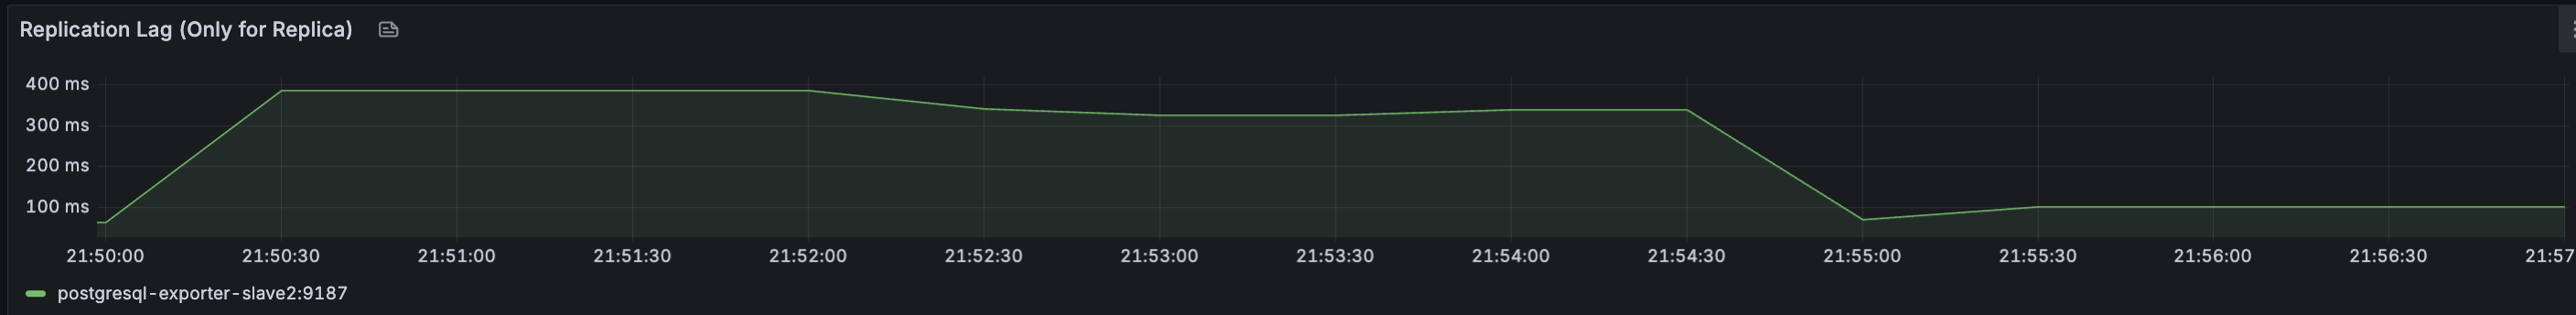 Replication Lag (Only for Replica)
400 ms
300 ms
200 ms
100 ms
21:50:00 21:50:30 21:51:00 21:51:30 21:52:00 21:52:30 21:53:00 21:53:30 21:54:00 21:54:30 21:55:00 21:55:30 21:56:00 21:56:30 21:57
postgresql-exporter-slave2:9187